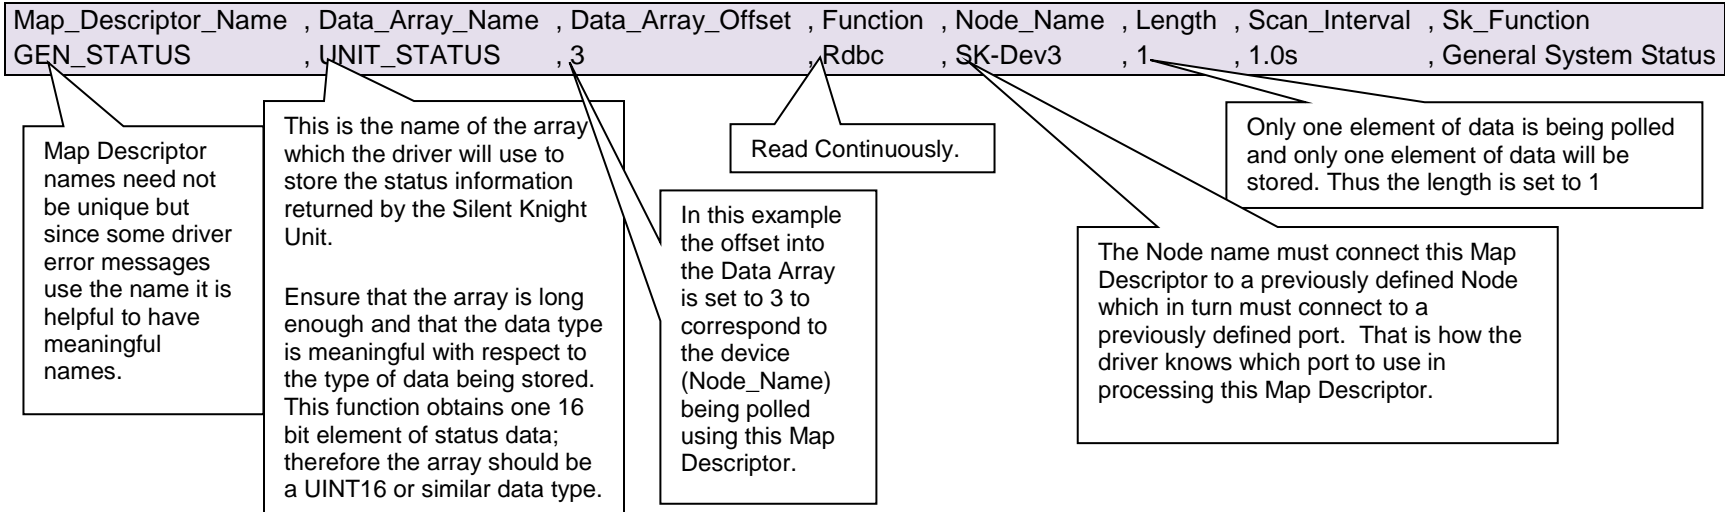 Map_Descriptor_Name , Data_Array_Name , Data_Array_Offset , Function , Node_Name , Length , Scan_Interval , Sk_Function
GEN_STATUS , UNIT_STATUS , 3 , Rdbc , SK-Dev3 , 1 , 1.0s , General System Status
Map Descriptor
names need not
be unique but
since some driver
error messages
use the name it is
helpful to have
meaningful
names.
This is the name of the array
which the driver will use to
store the status information
returned by the Silent Knight
Unit.
Ensure that the array is long
enough and that the data type
is meaningful with respect to
the type of data being stored.
This function obtains one 16
bit element of status data;
therefore the array should be
a UINT16 or similar data type.
In this example
the offset into
the Data Array
is set to 3 to
correspond to
the device
(Node_Name)
being polled
using this Map
Descriptor.
Read Continuously.
Only one element of data is being polled
and only one element of data will be
stored. Thus the length is set to 1
The Node name must connect this Map
Descriptor to a previously defined Node
which in turn must connect to a
previously defined port. That is how the
driver knows which port to use in
processing this Map Descriptor.